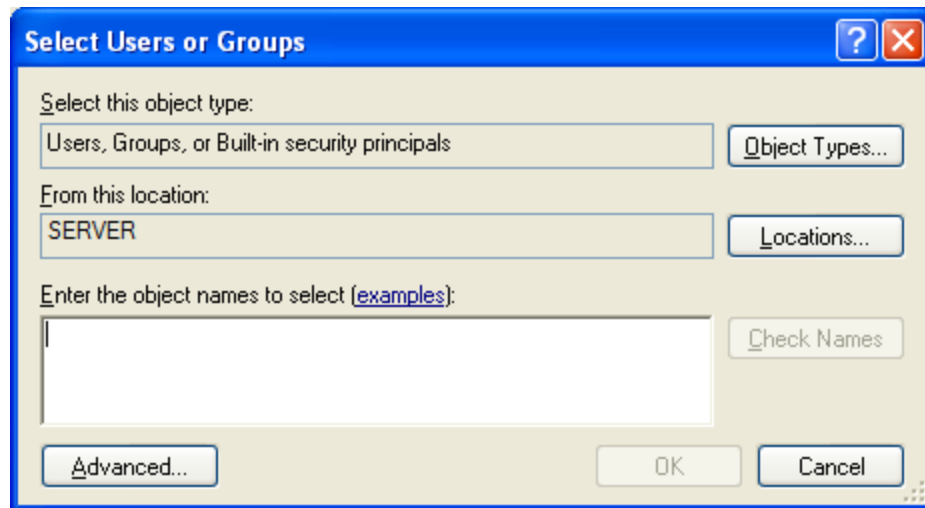 Select Users or Groups
Select this object type:
Users, Groups, or Built-in security principals
Object Types...
From this location:
SERVER
Locations...
Enter the object names to select (examples):
Check Names
Advanced...
OK
Cancel